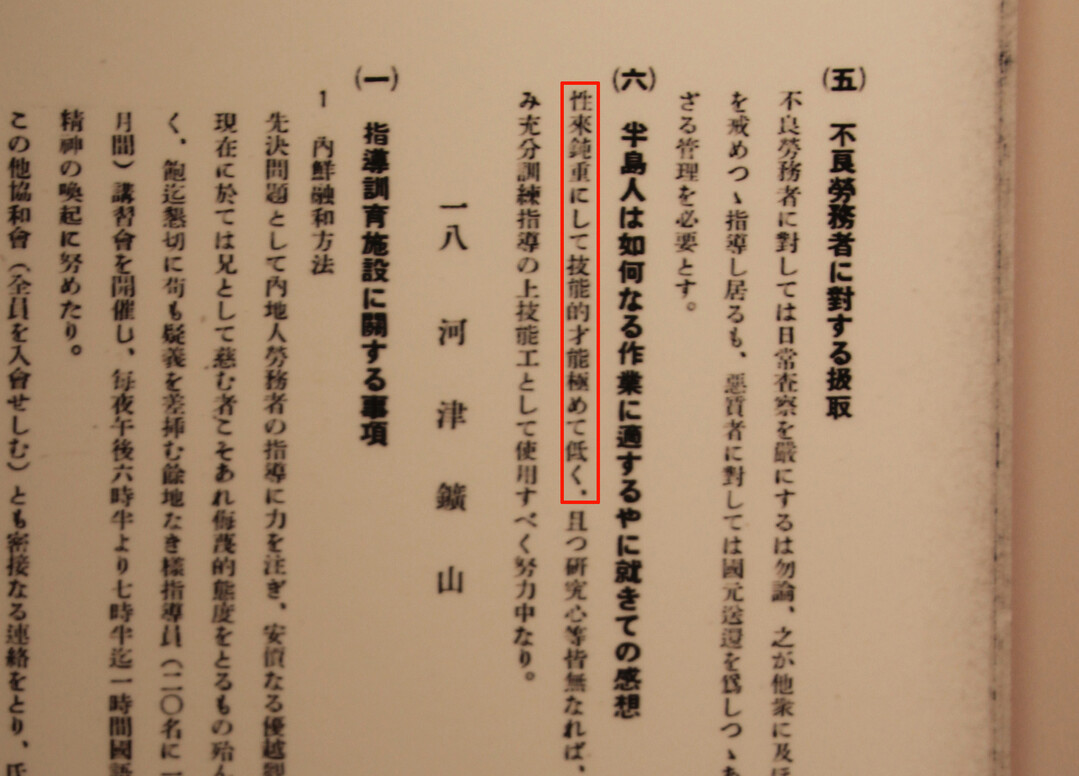 (五) 不良勞務者に對する扱取
不良勞務者に對しては日常査察を嚴にするは勿論、之が他衆に及ほ
を戒めつゝ指導し居るも、惡質者に對しては國元送還を爲しつゝあ
ざる管理を必要とす。
(六) 半島人は如何なる作業に適するやに就きての感想
性來鈍重にして技能的才能極めて低く、且つ研究心等皆無なれば、
み充分訓練指導の上技能工として使用すべく努力中なり。
一八 河津鑛山
(一) 指導訓育施設に關する事項
1 內鮮融和方法
先決問題として內地人勞務者の指導に力を注ぎ、安價なる優越觀
現在に於ては兄として慈む者こそあれ侮蔑的態度をとるもの殆ん
く、飽迄懇切に苟も疑義を差挿む餘地なき樣指導員(二〇名に一
月間)講習會を開催し、每夜午後六時半より七時半迄一時間國語
精神の喚起に努めたり。
この他協和會(全員を入會せしむ)とも密接なる連絡をとり、氏